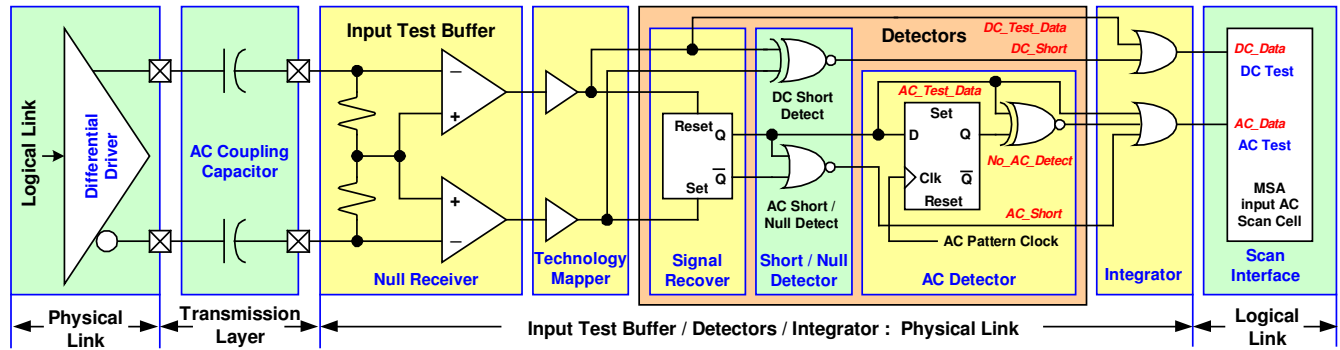 Logical Link
Differential
Driver
AC Coupling
Capacitor
Input Test Buffer
−
+
+
−
Null Receiver
Technology
Mapper
Detectors
Reset Q
Q
Set
Signal
Recover
DC Short
Detect
AC Short /
Null Detect
Short / Null
Detector
DC_Test_Data
DC_Short
AC_Test_Data
Set
D Q
Clk Q
Reset
No_AC_Detect
AC_Short
AC Pattern Clock
AC Detector
Integrator
DC_Data
DC Test
AC_Data
AC Test
MSA
input AC
Scan Cell
Scan
Interface
Physical
Link
Transmission
Layer
Input Test Buffer / Detectors / Integrator : Physical Link
Logical
Link